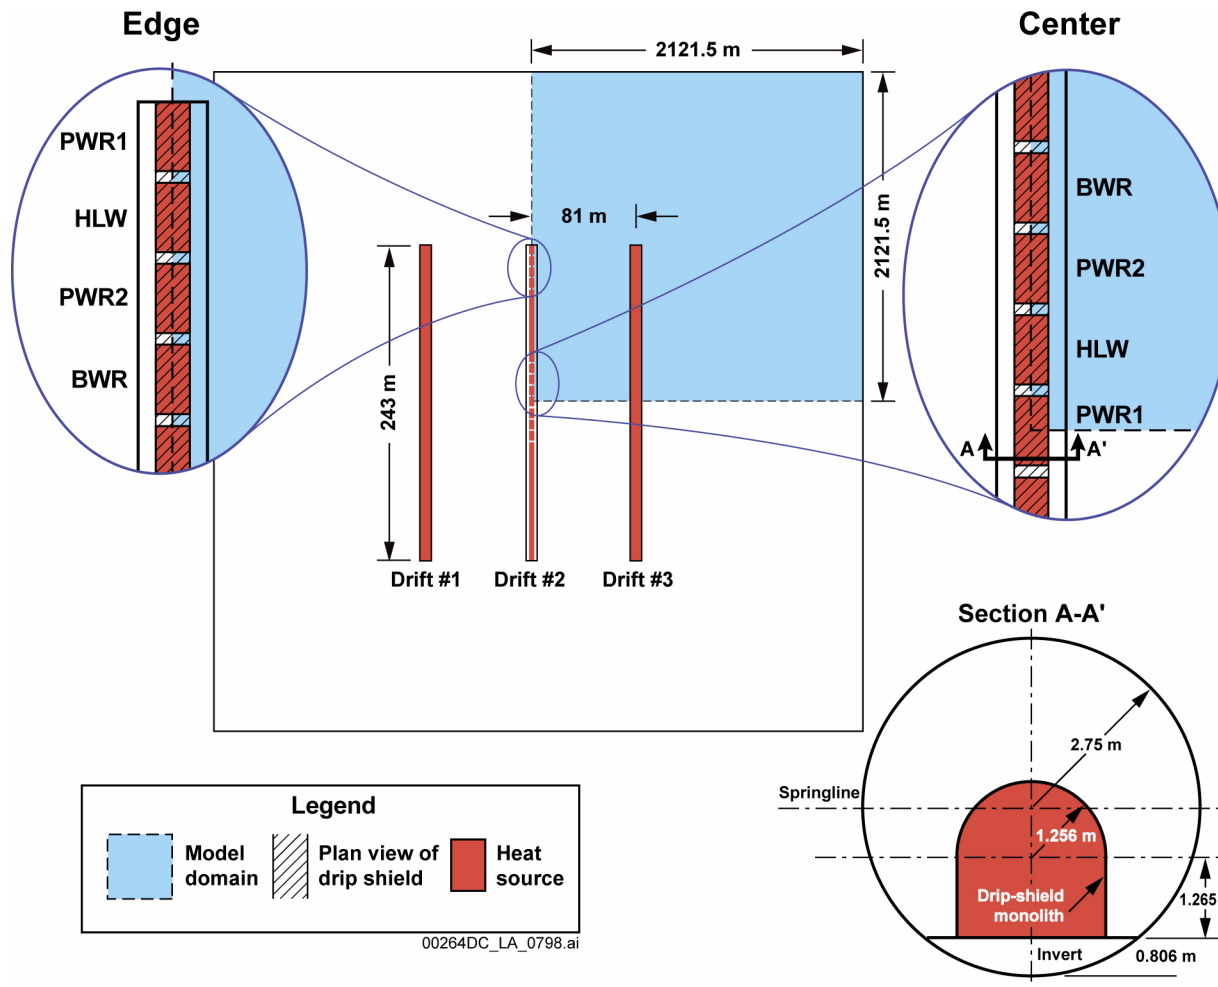 Edge
Center
2121.5 m
PWR1
HLW
PWR2
BWR
81 m
2121.5 m
243 m
BWR
PWR2
HLW
PWR1
A
A'
Drift #1
Drift #2
Drift #3
Section A-A'
2.75 m
Springline
1.256 m
1.265
Drip-shield
monolith
Invert
0.806 m
Legend
Model
domain
Plan view of
drip shield
Heat
source
00264DC_LA_0798.ai